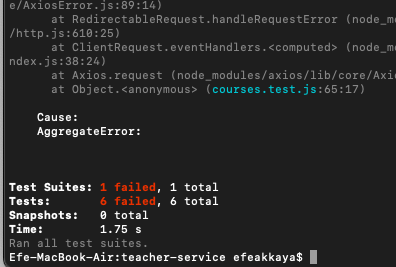 e/AxiosError.js:89:14)
at RedirectableRequest.handleRequestError (node_m
/http.js:610:25)
at ClientRequest.eventHandlers.<computed> (node_m
ndex.js:38:24)
at Axios.request (node_modules/axios/lib/core/Axi
at Object.<anonymous> (courses.test.js:65:17)
Cause:
AggregateError:
Test Suites: 1 failed, 1 total
Tests: 6 failed, 6 total
Snapshots: 0 total
Time: 1.75 s
Ran all test suites.
Efe-MacBook-Air:teacher-service efeakkaya$